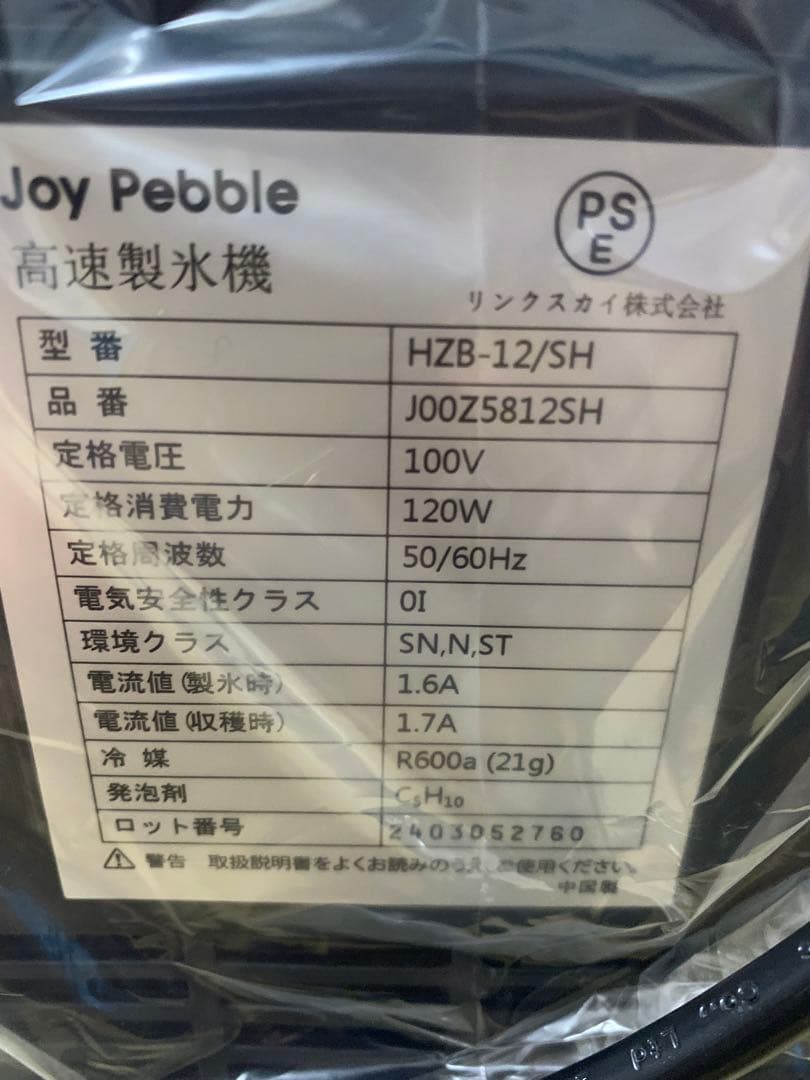 Joy Pebble
PS
E
高速製氷機
リンクスカイ株式会社
型番 HZB-12/SH
品番 J00Z5812SH
定格電圧 100V
定格消費電力 120W
定格周波数 50/60Hz
電気安全性クラス 0I
環境クラス SN,N,ST
電流値(製氷時) 1.6A
電流値(収穫時) 1.7A
冷媒 R600a (21g)
発泡剤 C₅H₁₀
ロット番号 2403052760
⚠ 警告 取扱説明書をよくお読みのうえ、ご使用ください。
中国製